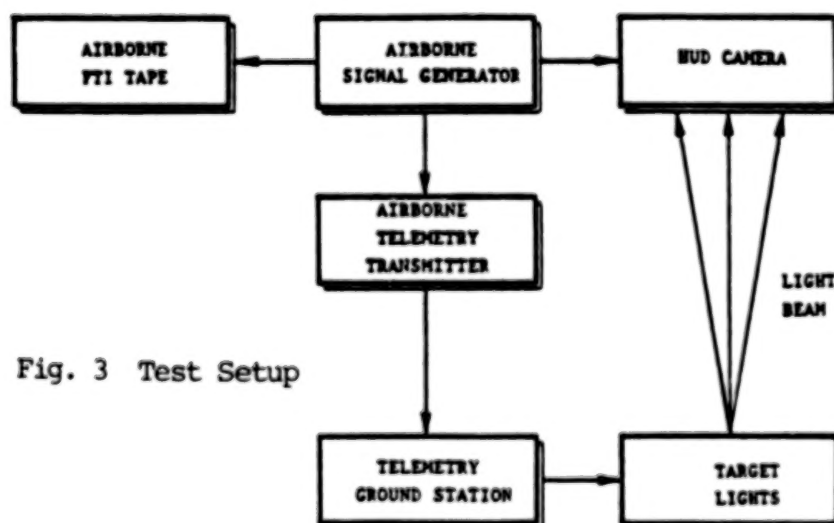 AIRBORNE
FTI TAPE
AIRBORNE
SIGNAL GENERATOR
HUD CAMERA
AIRBORNE
TELEMETRY
TRANSMITTER
LIGHT
BEAM
Fig. 3 Test Setup
TELEMETRY
GROUND STATION
TARGET
LIGHTS